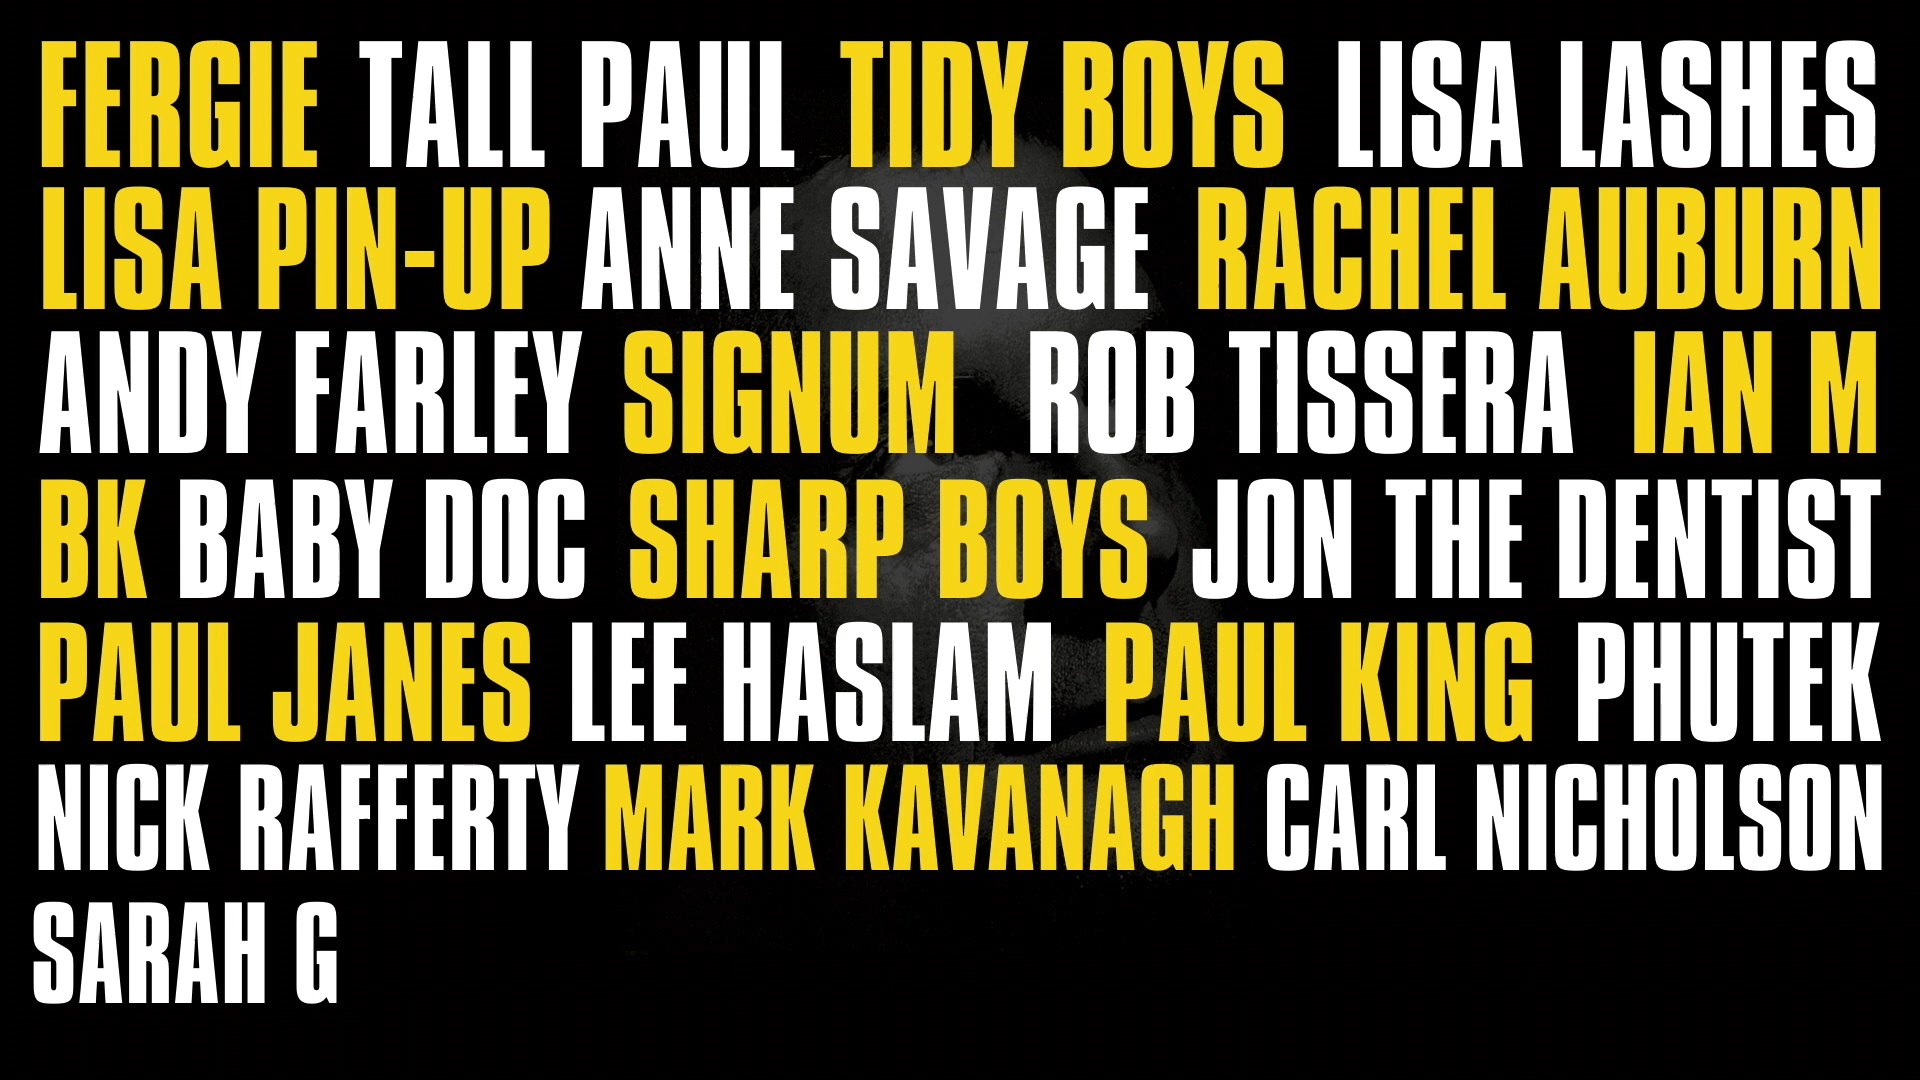 FERGIE TALL PAUL TIDY BOYS LISA LASHES
LISA PIN-UP ANNE SAVAGE RACHEL AUBURN
ANDY FARLEY SIGNUM ROB TISSERA IAN M
BK BABY DOC SHARP BOYS JON THE DENTIST
PAUL JANES LEE HASLAM PAUL KING PHUTEK
NICK RAFFERTY MARK KAVANAGH CARL NICHOLSON
SARAH G